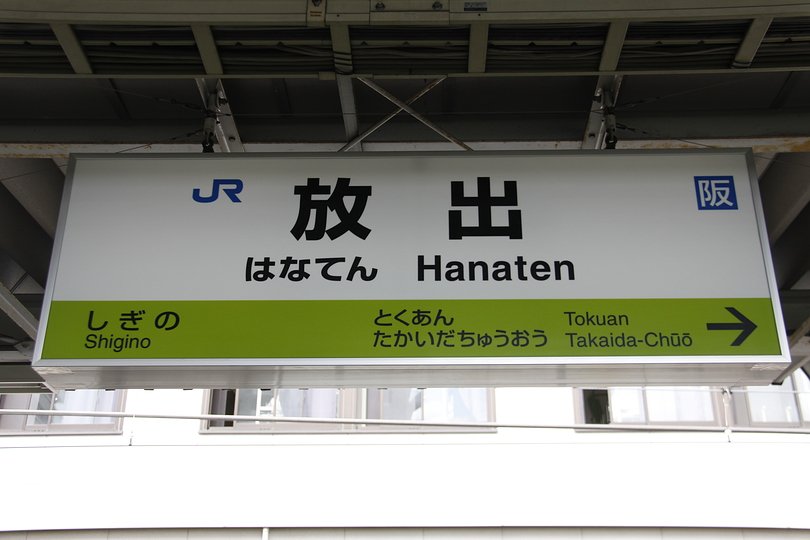 JR 放出 阪
はなてん Hanaten
しぎの
Shigino
とくあん Tokuan
たかいだちゅうおう Takaida-Chūō